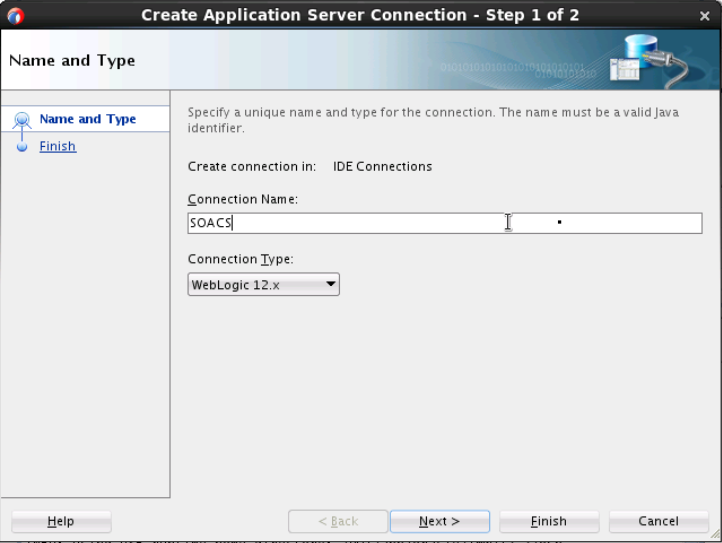 Create Application Server Connection - Step 1 of 2
Name and Type
Name and Type
Finish
Specify a unique name and type for the connection. The name must be a valid Java
identifier.
Create connection in: IDE Connections
Connection Name:
SOACS
Connection Type:
WebLogic 12.x
Help
< Back
Next >
Finish
Cancel